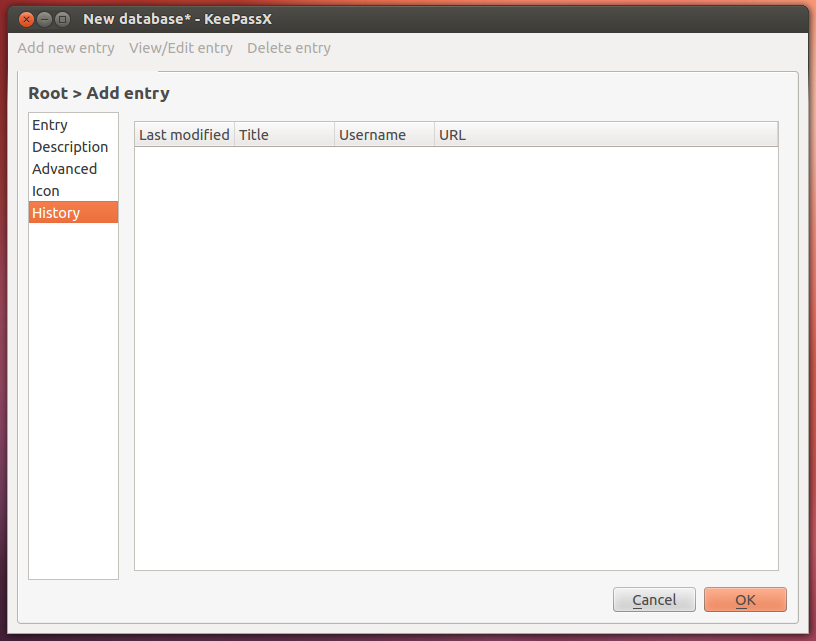 New database* - KeePassX
Add new entry View/Edit entry Delete entry
Root > Add entry
Entry
Description
Advanced
Icon
History
Last modified Title Username URL
Cancel OK